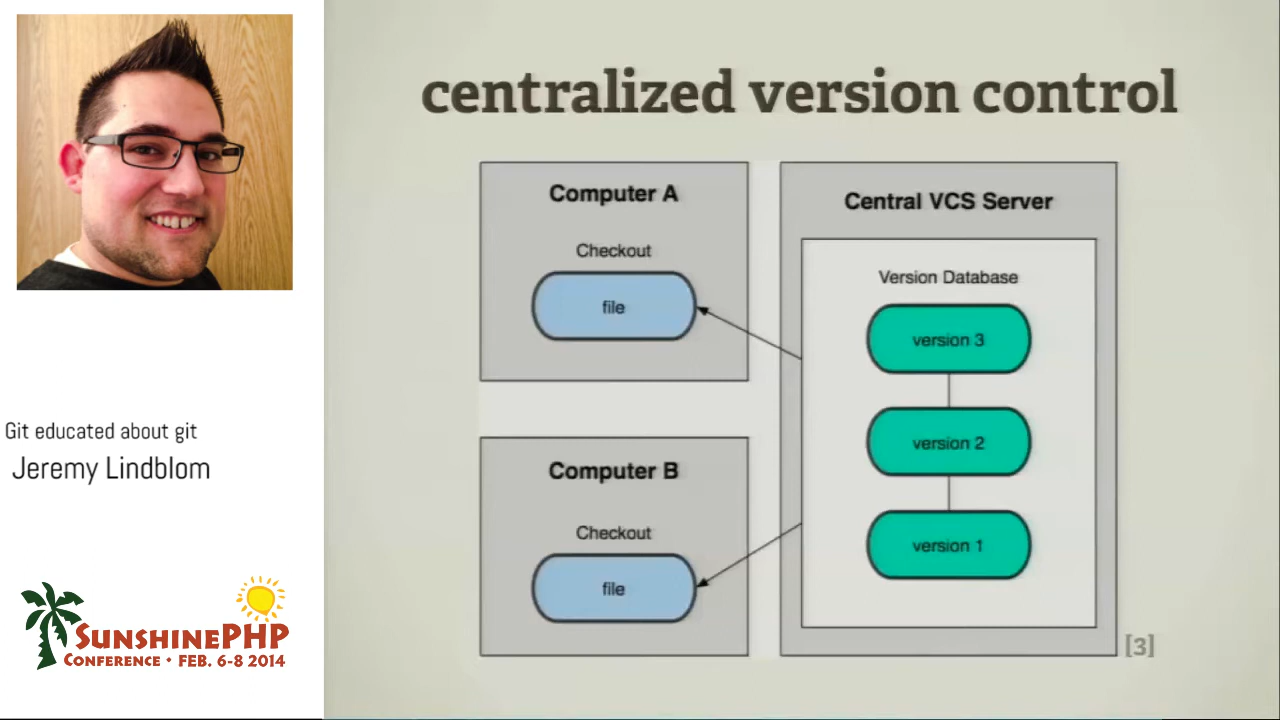 Git educated about git
Jeremy Lindblom
SUNSHINEPHP
CONFERENCE • FEB. 6-8 2014
centralized version control
Computer A
Checkout
file
Computer B
Checkout
file
Central VCS Server
Version Database
version 3
version 2
version 1
[3]